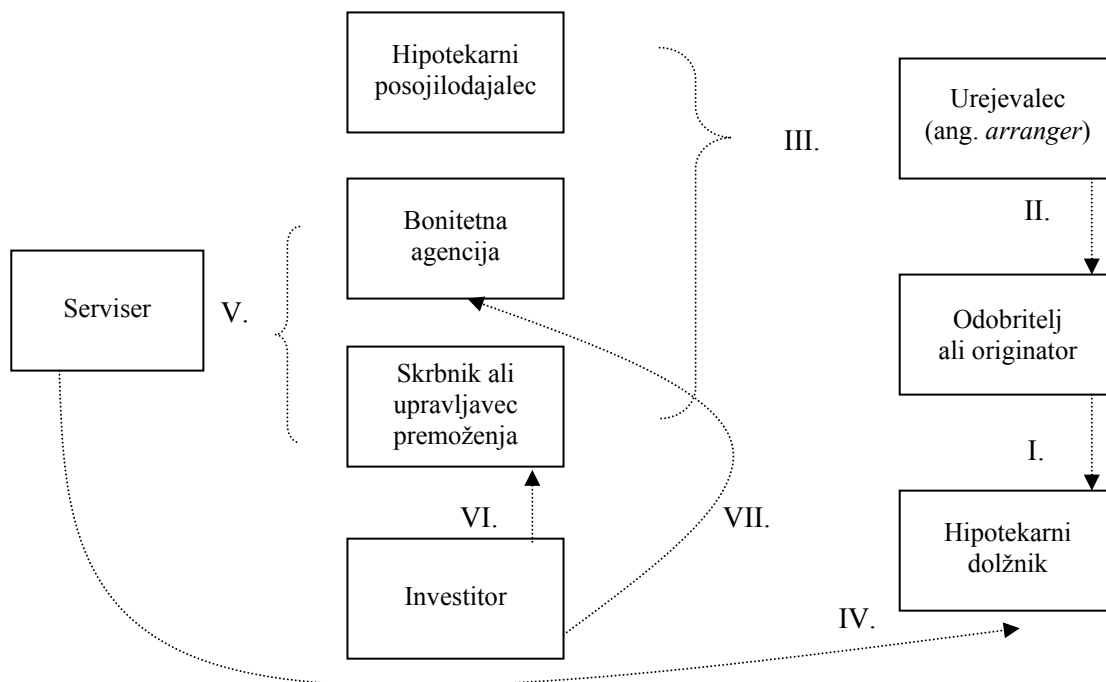 Hipotekarni
posojilodajalec
Urejevalec
(ang. arranger)
III.
II.
Bonitetna
agencija
Serviser
V.
Odobritelj
ali originator
Skrbnik ali
upravljavec
premoženja
I.
VI.
VII.
Hipotekarni
dolžnik
Investitor
IV.